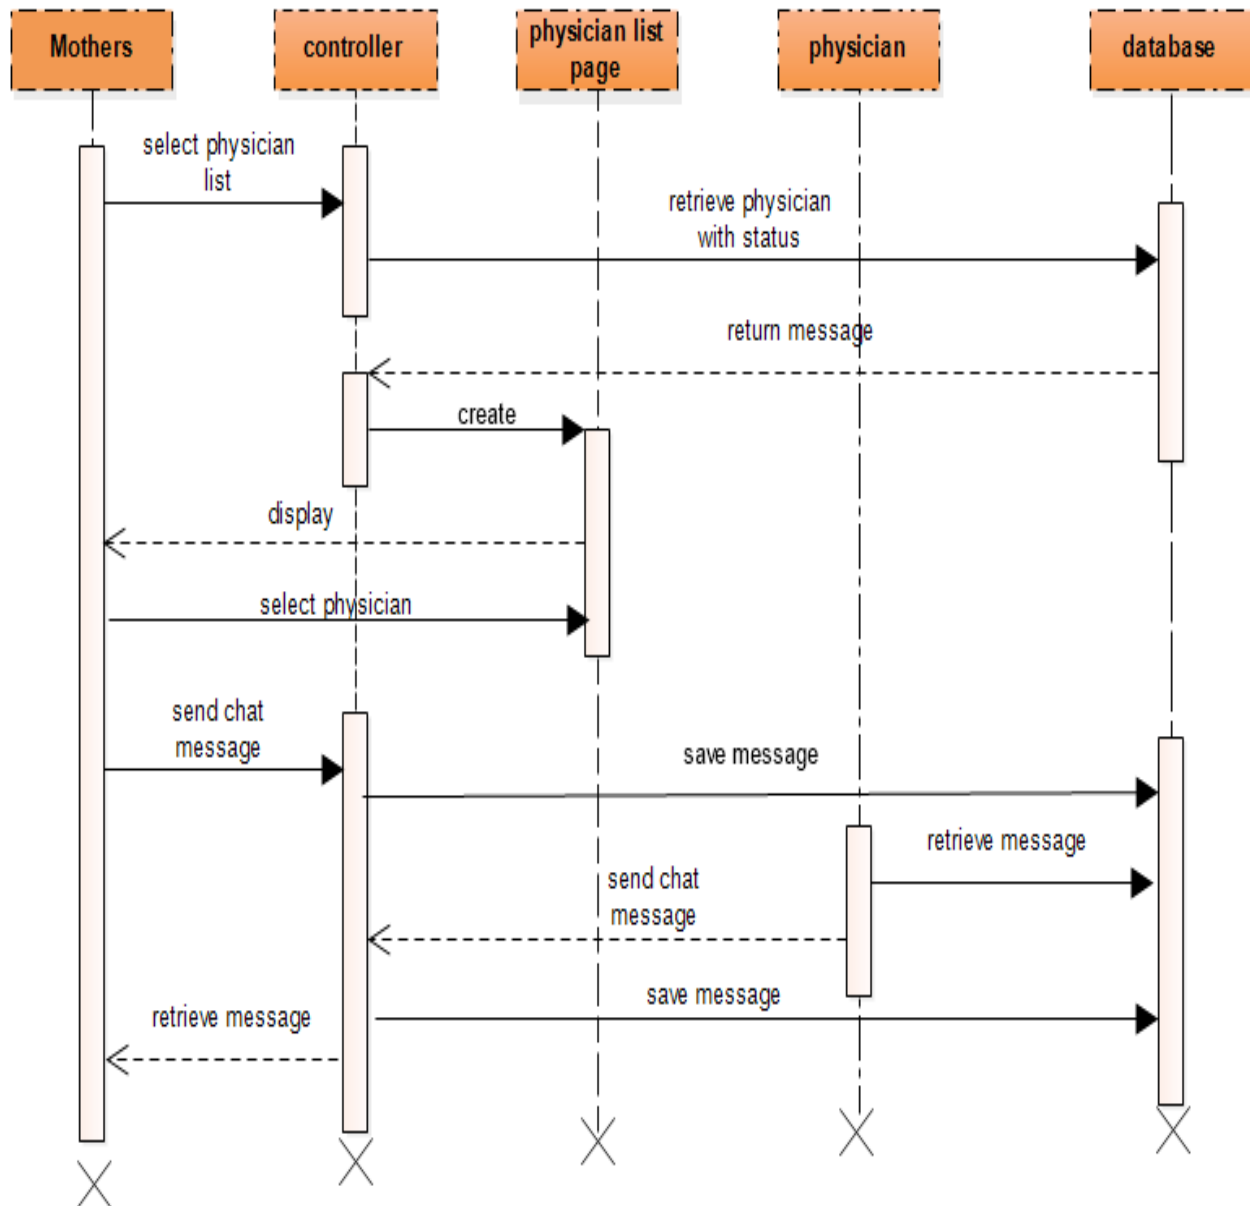 Mothers
controller
physician list
page
physician
database
select physician
list
retrieve physician
with status
return message
create
display
select physician
send chat
message
save message
retrieve message
send chat
message
save message
retrieve message